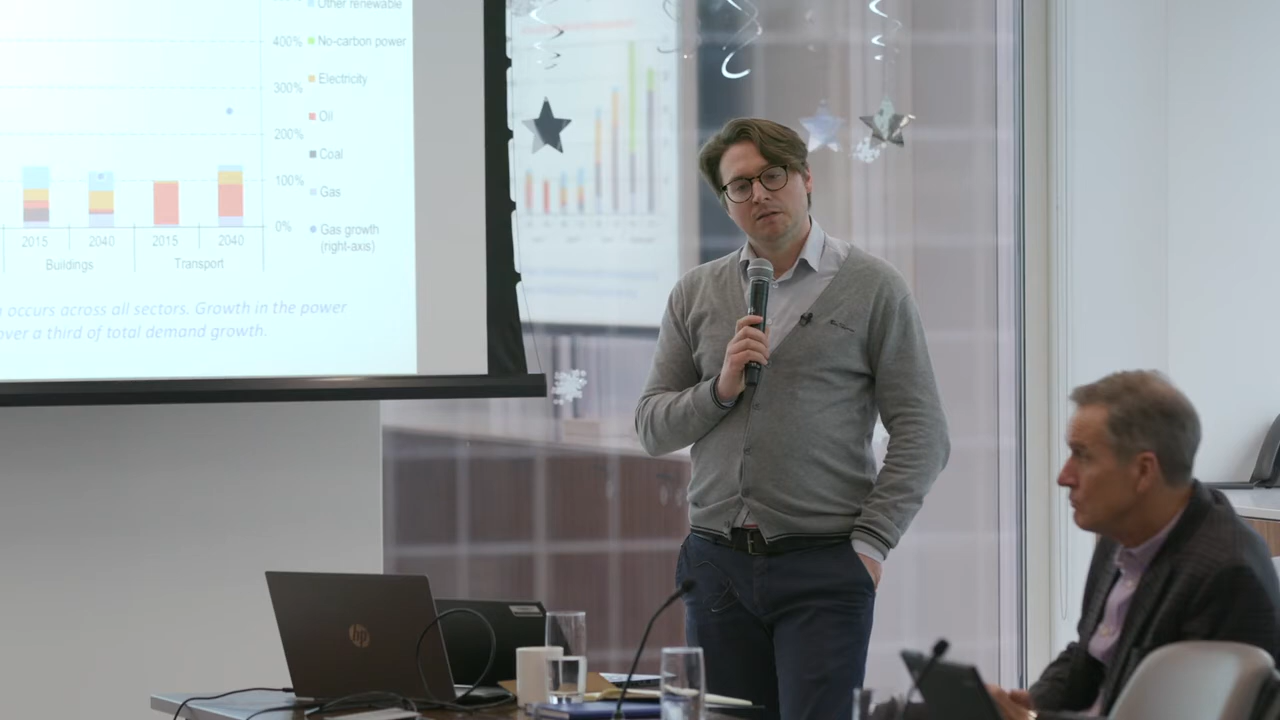 Other renewable
400%
No-carbon power
300%
Electricity
200%
Oil
Coal
100%
Gas
0%
Gas growth
(right-axis)
2015 2040 2015 2040
Buildings Transport
occurs across all sectors. Growth in the power
over a third of total demand growth.
hp